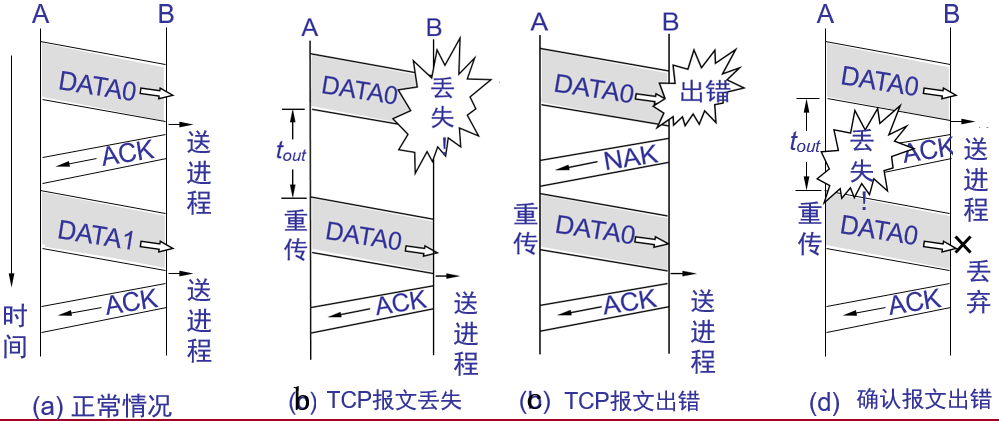 A
B
DATA0
送进程
ACK
DATA1
送进程
ACK
时间
(a) 正常情况
A
B
DATA0
丢失!
tout
重传
DATA0
送进程
ACK
(b) TCP报文丢失
A
B
DATA0
出错
NAK
重传
DATA0
送进程
ACK
(c) TCP报文出错
A
B
DATA0
tout
丢失!
ACK
送进程
重传
DATA0
丢弃
ACK
(d) 确认报文出错